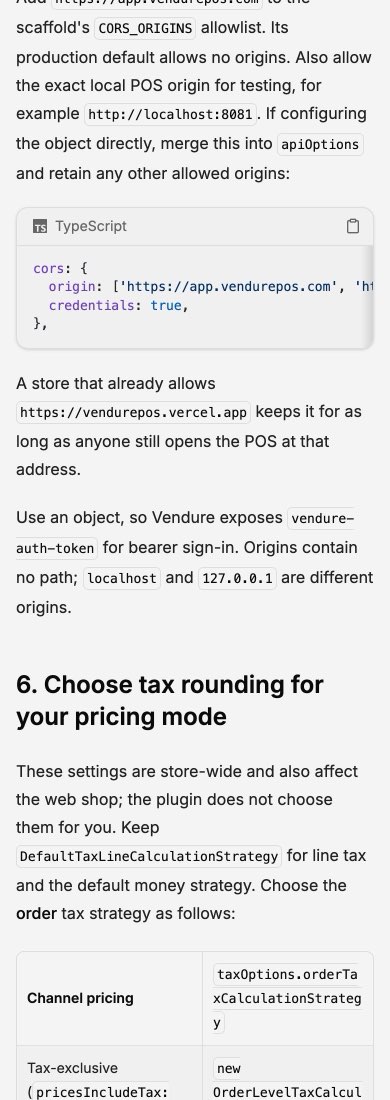 Add https://app.vendurepos.com to the
scaffold's CORS_ORIGINS allowlist. Its
production default allows no origins. Also allow
the exact local POS origin for testing, for
example http://localhost:8081. If configuring
the object directly, merge this into apiOptions
and retain any other allowed origins:
TS TypeScript
cors: {
origin: ['https://app.vendurepos.com', 'ht
credentials: true,
},
A store that already allows
https://vendurepos.vercel.app keeps it for as
long as anyone still opens the POS at that
address.
Use an object, so Vendure exposes vendure-
auth-token for bearer sign-in. Origins contain
no path; localhost and 127.0.0.1 are different
origins.
6. Choose tax rounding for
your pricing mode
These settings are store-wide and also affect
the web shop; the plugin does not choose
them for you. Keep
DefaultTaxLineCalculationStrategy for line tax
and the default money strategy. Choose the
order tax strategy as follows:
Channel pricing
taxOptions.orderTa
xCalculationStrateg
y
Tax-exclusive
(pricesIncludeTax:
new
OrderLevelTaxCalcul